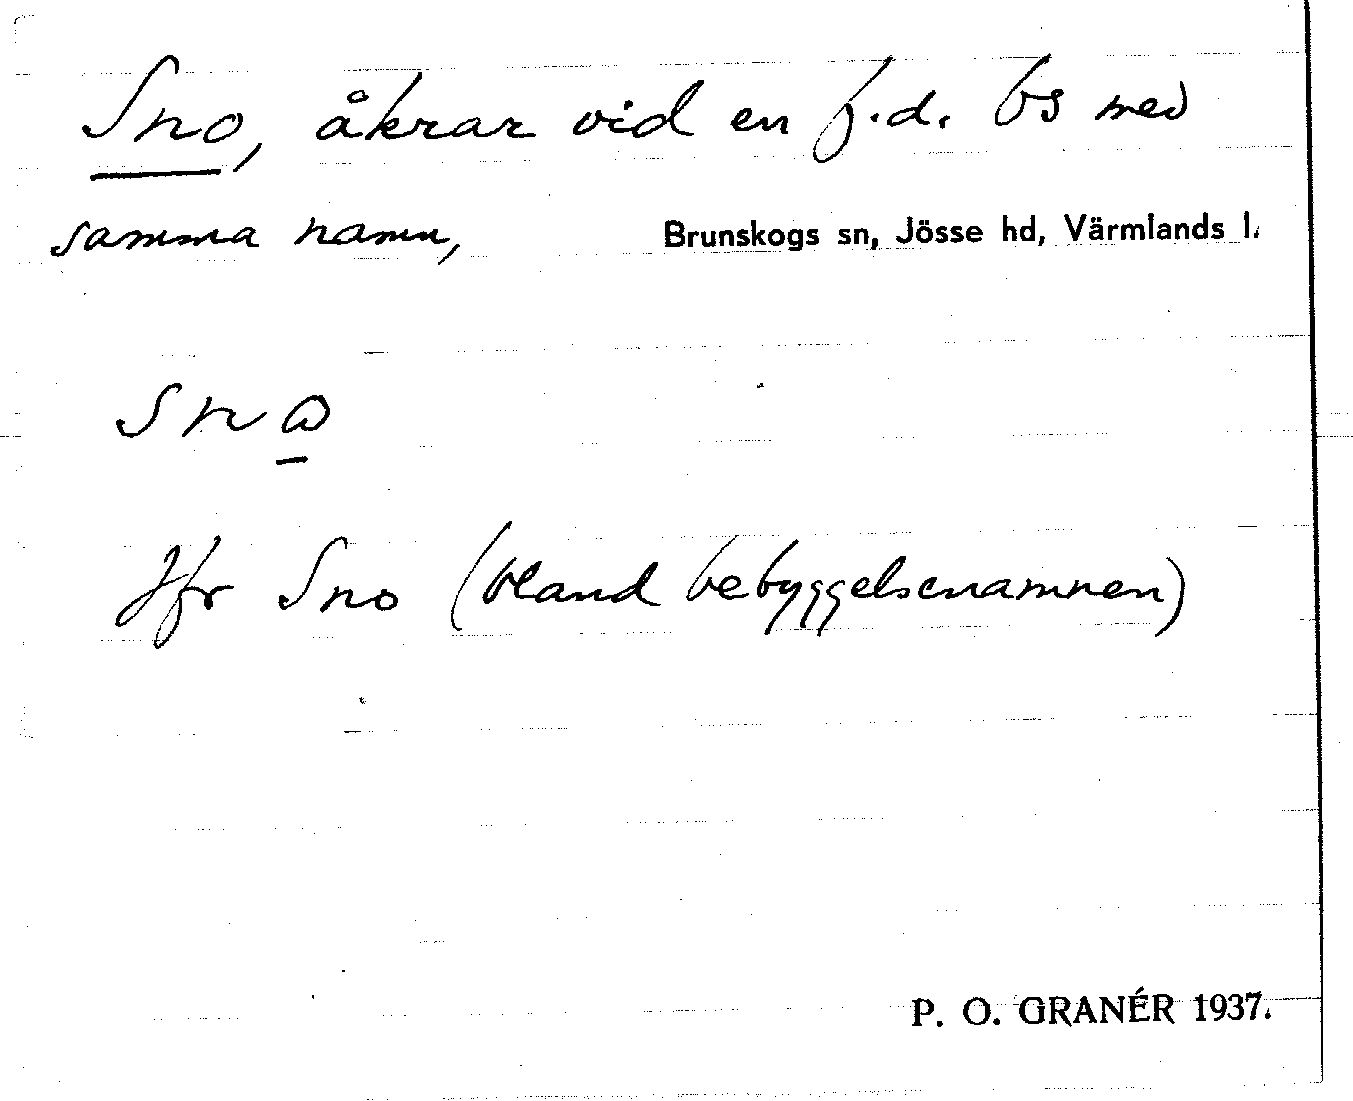 Sno, åkrar vid en f.d. bs med
samma namn, Brunskogs sn, Jösse hd, Värmlands l.
Jfr Sno (bland bebyggelsenamnen)
P. O. GRANÉR 1937.